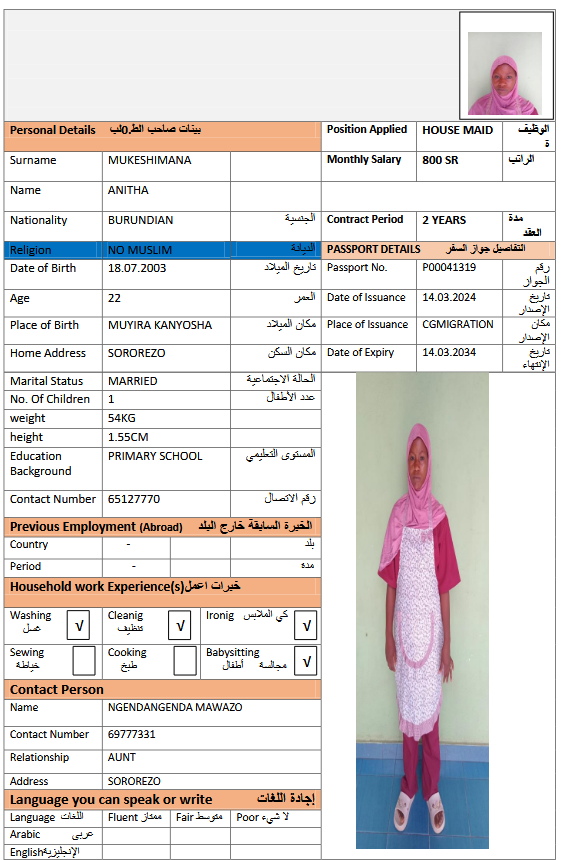 Personal Details بينات صاحب الط.0لب
Position Applied HOUSE MAID الوظيفة
Surname MUKESHIMANA
Monthly Salary 800 SR الراتب
Name ANITHA
Nationality BURUNDIAN الجنسية
Contract Period 2 YEARS مدة العقد
Religion NO MUSLIM الديانة
PASSPORT DETAILS التفاصيل جواز السفر
Date of Birth 18.07.2003 تاريخ الميلاد
Passport No. P00041319 رقم الجواز
Age 22 العمر
Date of Issuance 14.03.2024 تاريخ الإصدار
Place of Birth MUYIRA KANYOSHA مكان الميلاد
Place of Issuance CGMIGRATION مكان الإصدار
Home Address SOROREZO مكان السكن
Date of Expiry 14.03.2034 تاريخ الإنتهاء
Marital Status MARRIED الحالة الاجتماعية
No. Of Children 1 عدد الأطفال
weight 54KG
height 1.55CM
Education Background PRIMARY SCHOOL المستوى التعليمي
Contact Number 65127770 رقم الاتصال
Previous Employment (Abroad) الخبرة السابقة خارج البلد
Country - بلد
Period - مدة
Household work Experience(s)خبرات اعمل
Washing غسل √
Cleanig تنظيف √
Ironig كي الملابس √
Sewing خياطة
Cooking طبخ
Babysitting مجالسة أطفال √
Contact Person
Name NGENDANGENDA MAWAZO
Contact Number 69777331
Relationship AUNT
Address SOROREZO
Language you can speak or write إجادة اللغات
Language اللغات Fluent ممتاز Fair متوسط Poor لا شيء
Arabic عربى
Englishالإنجليزية